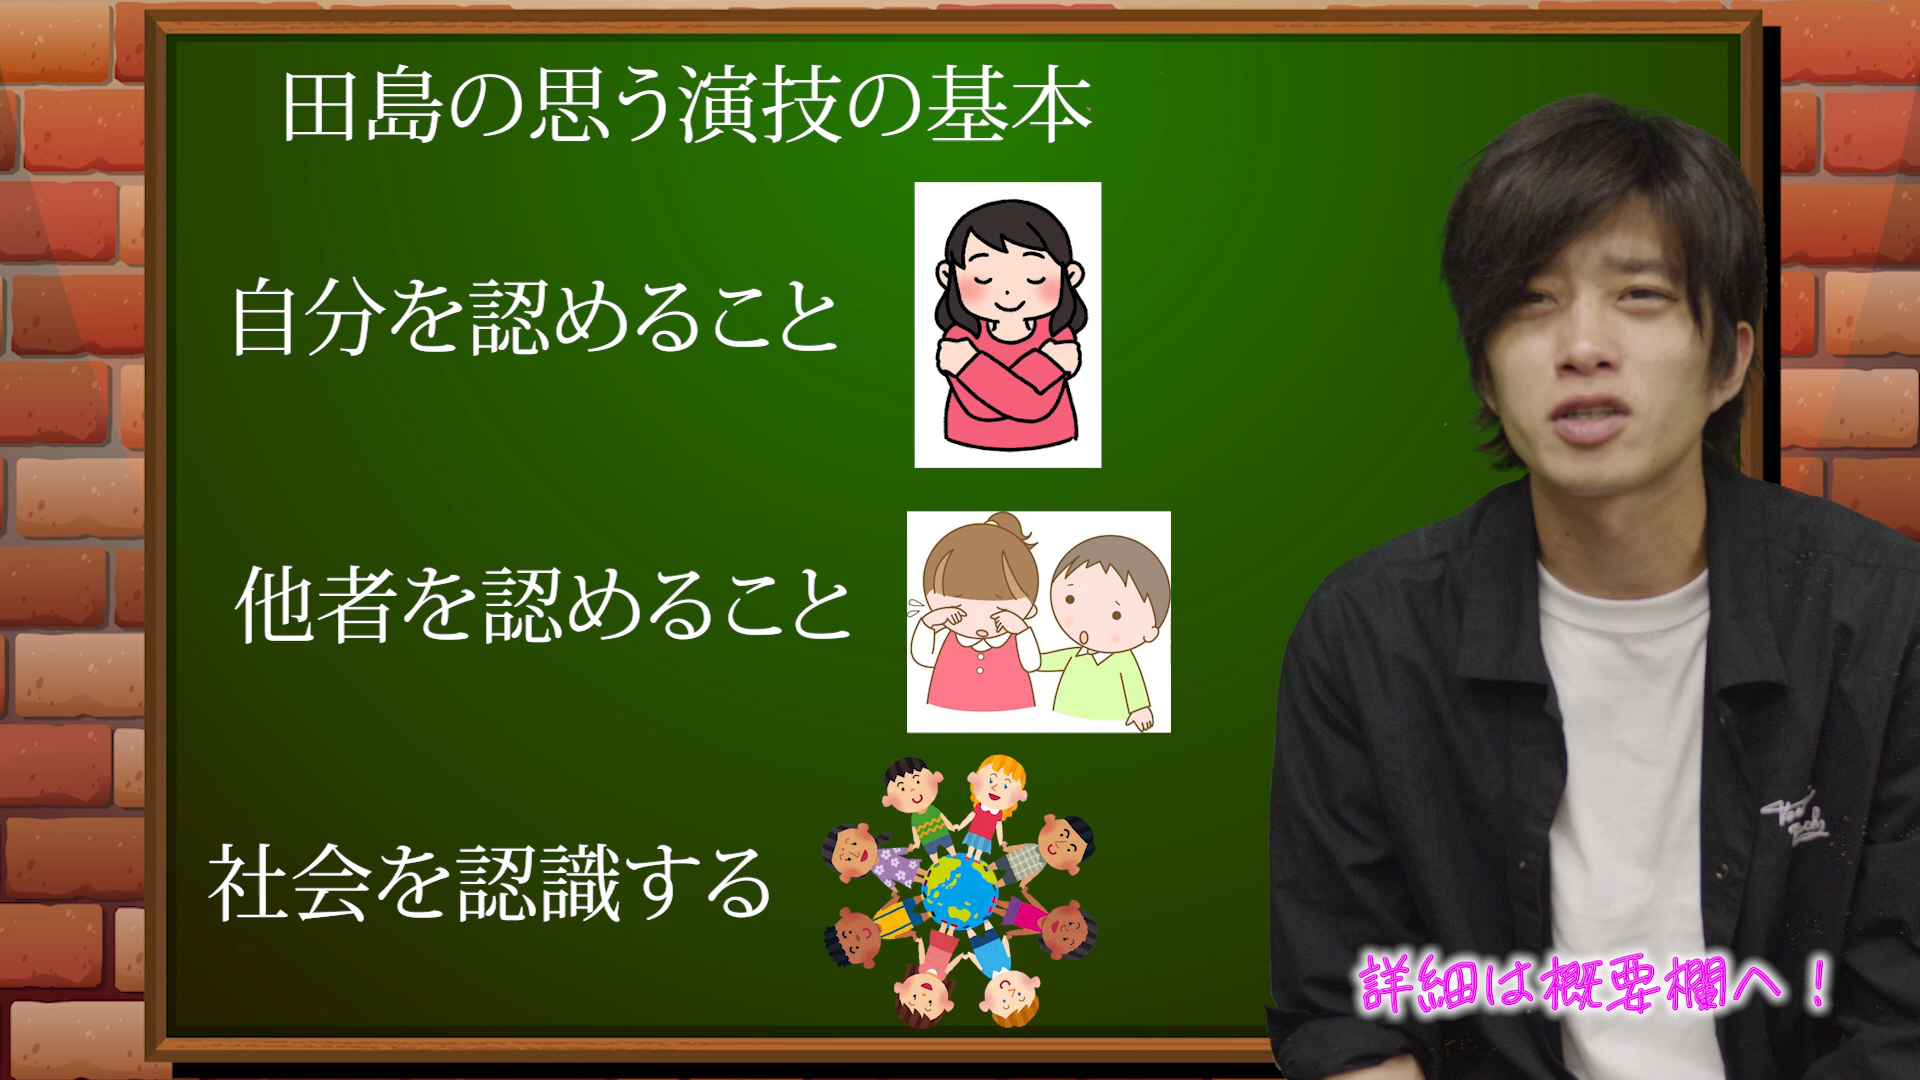 田島の思う演技の基本
自分を認めること
他者を認めること
社会を認識する
詳細は概要欄へ！